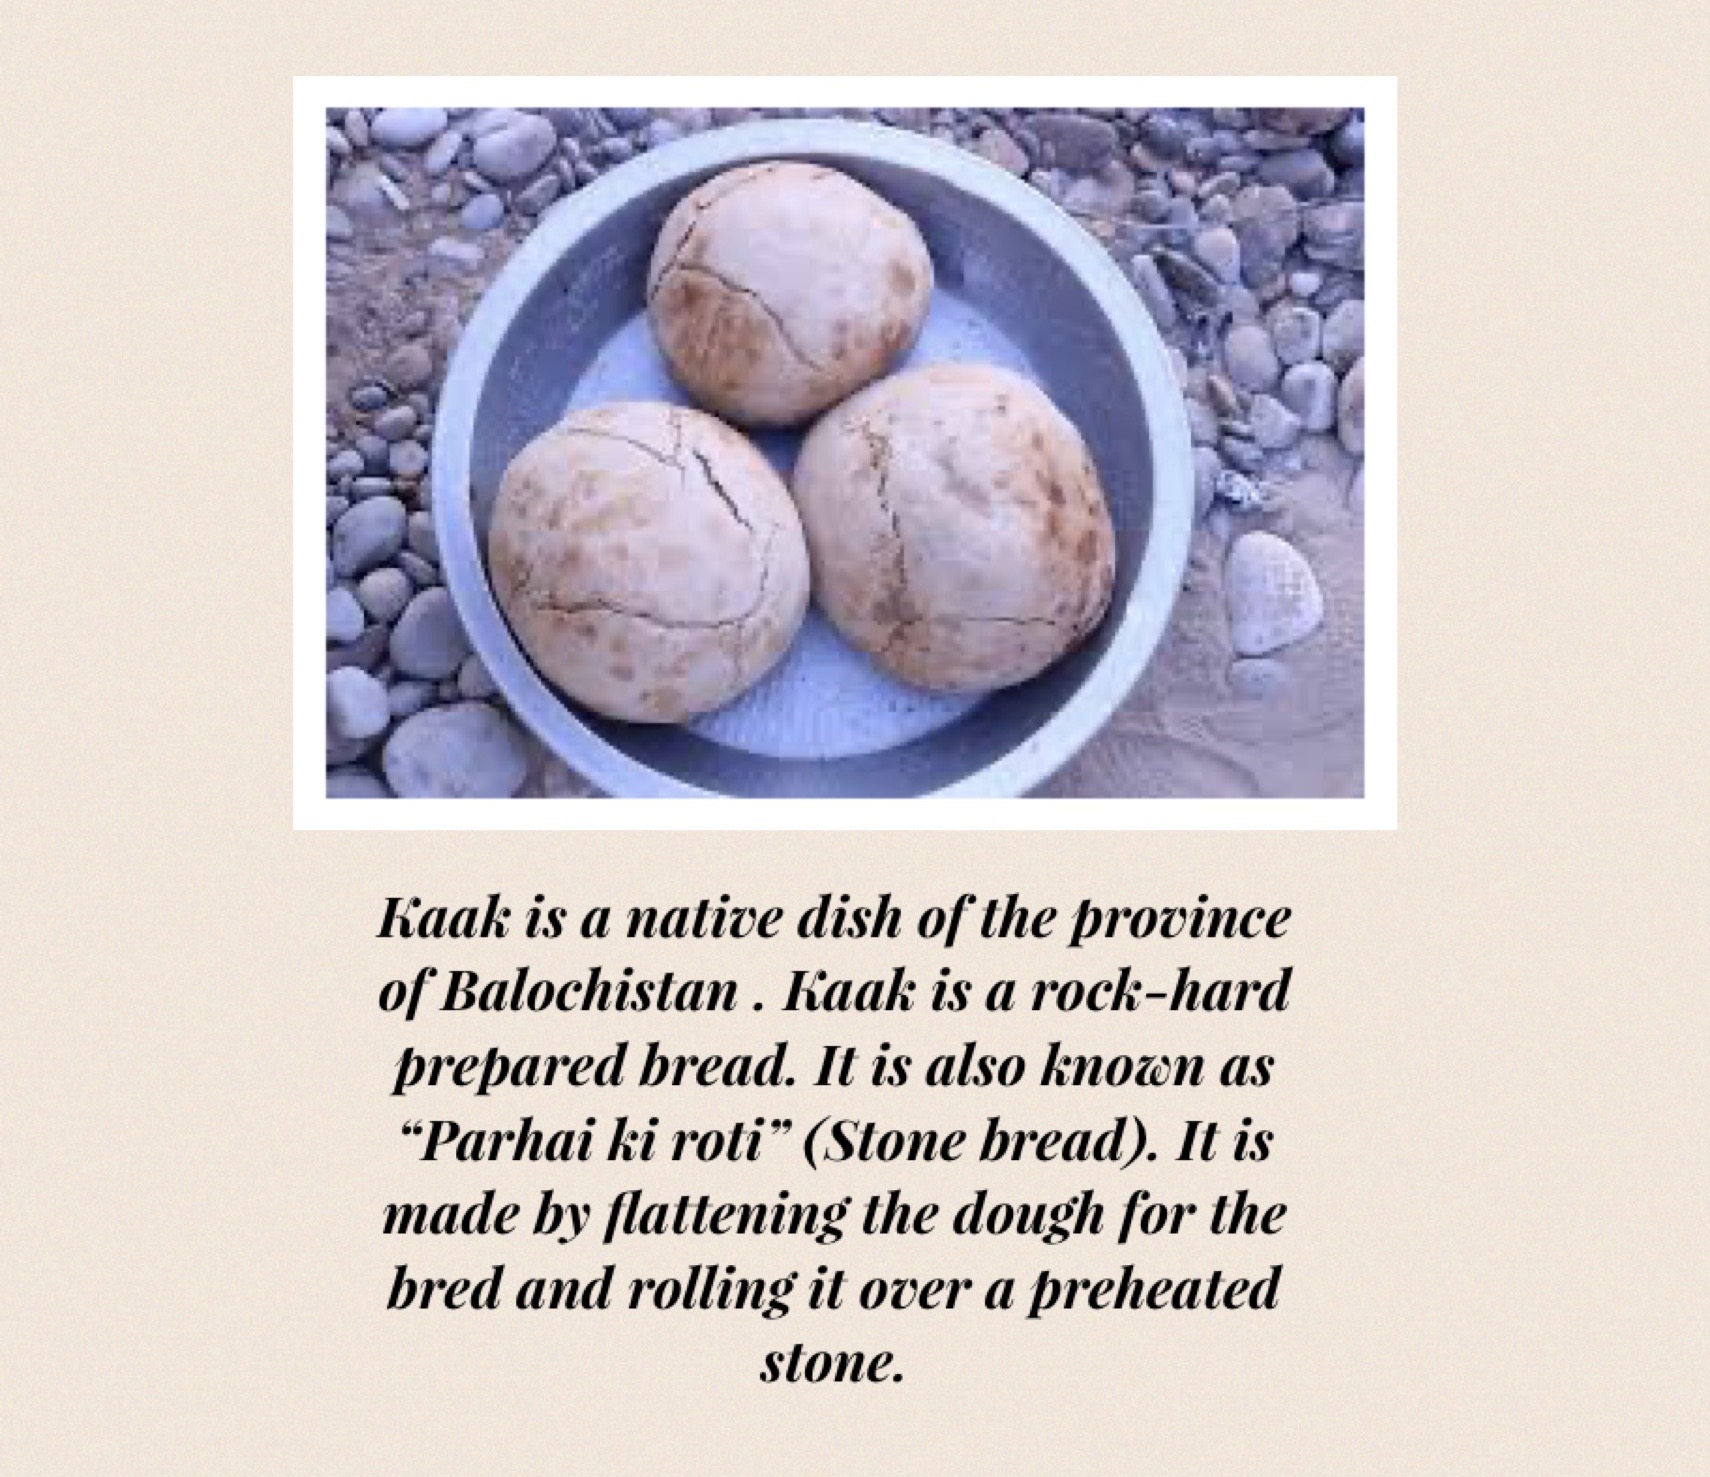 Kaak is a native dish of the province
of Balochistan . Kaak is a rock-hard
prepared bread. It is also known as
“Parhai ki roti” (Stone bread). It is
made by flattening the dough for the
bred and rolling it over a preheated
stone.